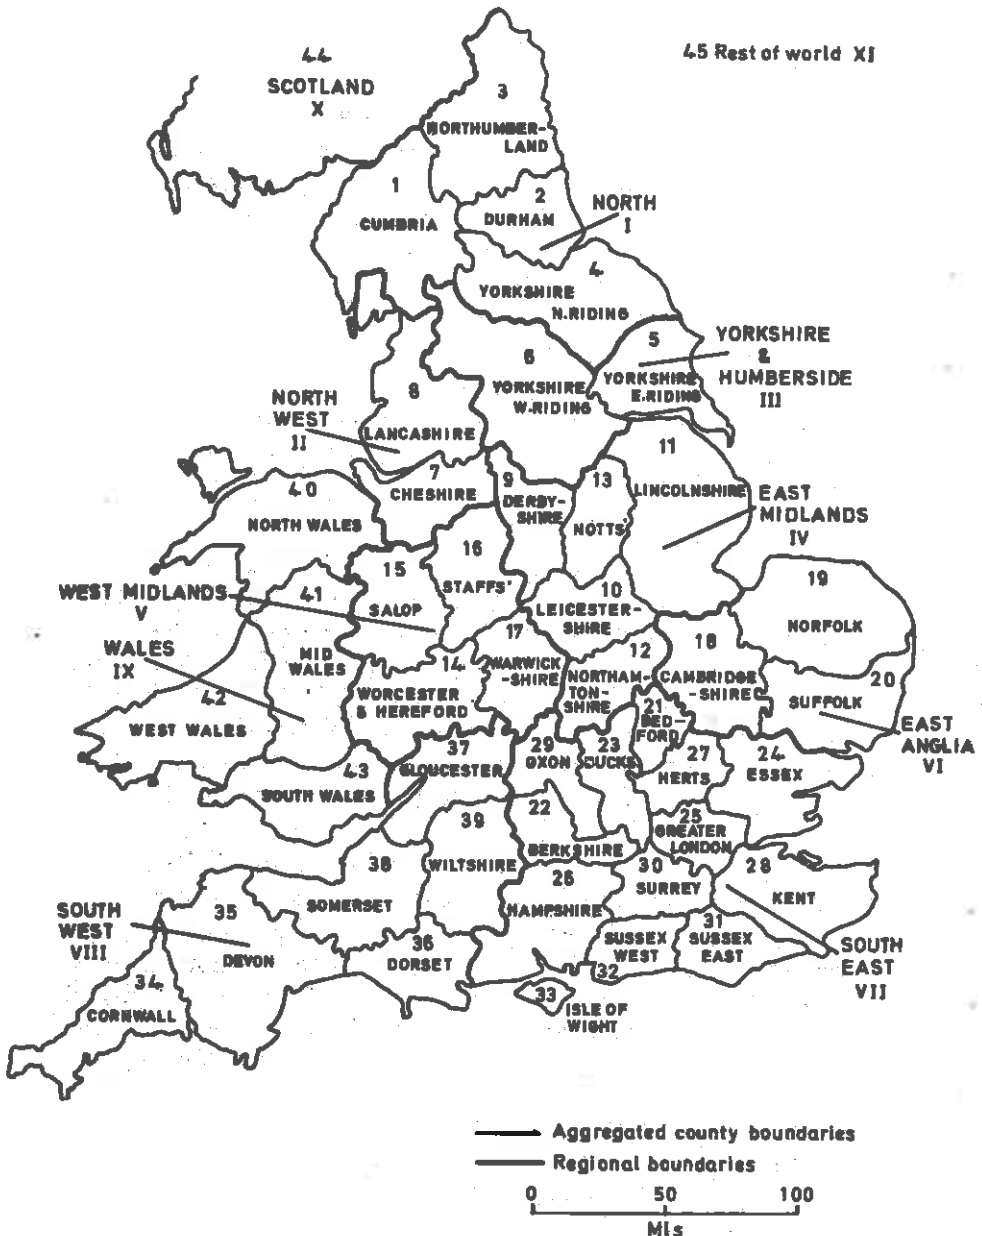 44
SCOTLAND
X
45 Rest of world XI
3
NORTHUMBER-
LAND
1
CUMBRIA
2
DURHAM
NORTH
I
4
YORKSHIRE
N.RIDING
5
YORKSHIRE
E.RIDING
YORKSHIRE
&
HUMBERSIDE
III
6
YORKSHIRE
W.RIDING
8
LANCASHIRE
NORTH
WEST
II
7
CHESHIRE
9
DERBY-
SHIRE
13
NOTTS'
11
LINCOLNSHIRE
EAST
MIDLANDS
IV
40
NORTH WALES
16
STAFFS'
15
SALOP
WEST MIDLANDS
V
41
MID
WALES
WALES
IX
10
LEICESTER-
SHIRE
19
NORFOLK
17
WARWICK
-SHIRE
14
WORCESTER
& HEREFORD
12
NORTHAM-
TON-
SHIRE
18
CAMBRIDGE
-SHIRE
20
SUFFOLK
EAST
ANGLIA
VI
42
WEST WALES
43
SOUTH WALES
37
GLOUCESTER
29
OXON
23
BUCKS
21
BED-
FORD
27
HERTS
24
ESSEX
22
BERKSHIRE
25
GREATER
LONDON
39
WILTSHIRE
38
SOMERSET
26
HAMPSHIRE
30
SURREY
28
KENT
SOUTH
EAST
VII
SOUTH
WEST
VIII
35
DEVON
36
DORSET
SUSSEX
WEST
32
31
SUSSEX
EAST
33
ISLE OF
WIGHT
34
CORNWALL
Aggregated county boundaries
Regional boundaries
0 50 100
Mls